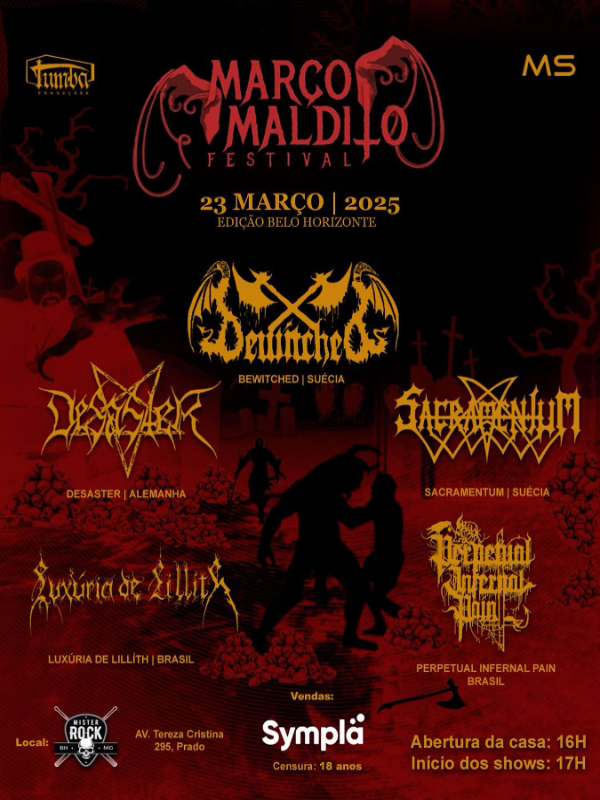 Tumba
PRODUÇÕES
MS
MARÇO
MALDITO
FESTIVAL
23 MARÇO | 2025
EDIÇÃO BELO HORIZONTE
Bewitched
BEWITCHED | SUÉCIA
DESASTER
DESASTER | ALEMANHA
SACRAMENTUM
SACRAMENTUM | SUÉCIA
Luxúria de Lillith
LUXÚRIA DE LILLÍTH | BRASIL
Perpetual
Infernal
Pain
PERPETUAL INFERNAL PAIN
BRASIL
Vendas:
Symplä
Censura: 18 anos
Local:
MISTER
ROCK
BH MG
AV. Tereza Cristina
295, Prado
Abertura da casa: 16H
Início dos shows: 17H